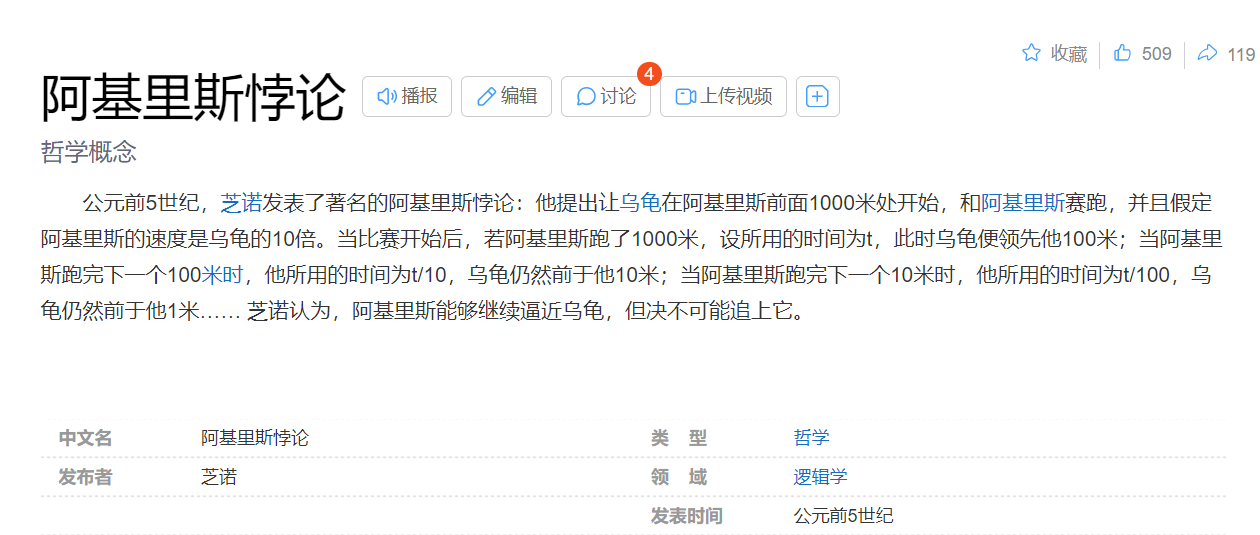 收藏 509 119
阿基里斯悖论 播报 编辑 讨论 4 上传视频
哲学概念
公元前5世纪，芝诺发表了著名的阿基里斯悖论：他提出让乌龟在阿基里斯前面1000米处开始，和阿基里斯赛跑，并且假定
阿基里斯的速度是乌龟的10倍。当比赛开始后，若阿基里斯跑了1000米，设所用的时间为t，此时乌龟便领先他100米；当阿基里
斯跑完下一个100米时，他所用的时间为t/10，乌龟仍然前于他10米；当阿基里斯跑完下一个10米时，他所用的时间为t/100，乌
龟仍然前于他1米…… 芝诺认为，阿基里斯能够继续逼近乌龟，但决不可能追上它。
中文名 阿基里斯悖论 类 型 哲学
发布者 芝诺 领 域 逻辑学
发表时间 公元前5世纪